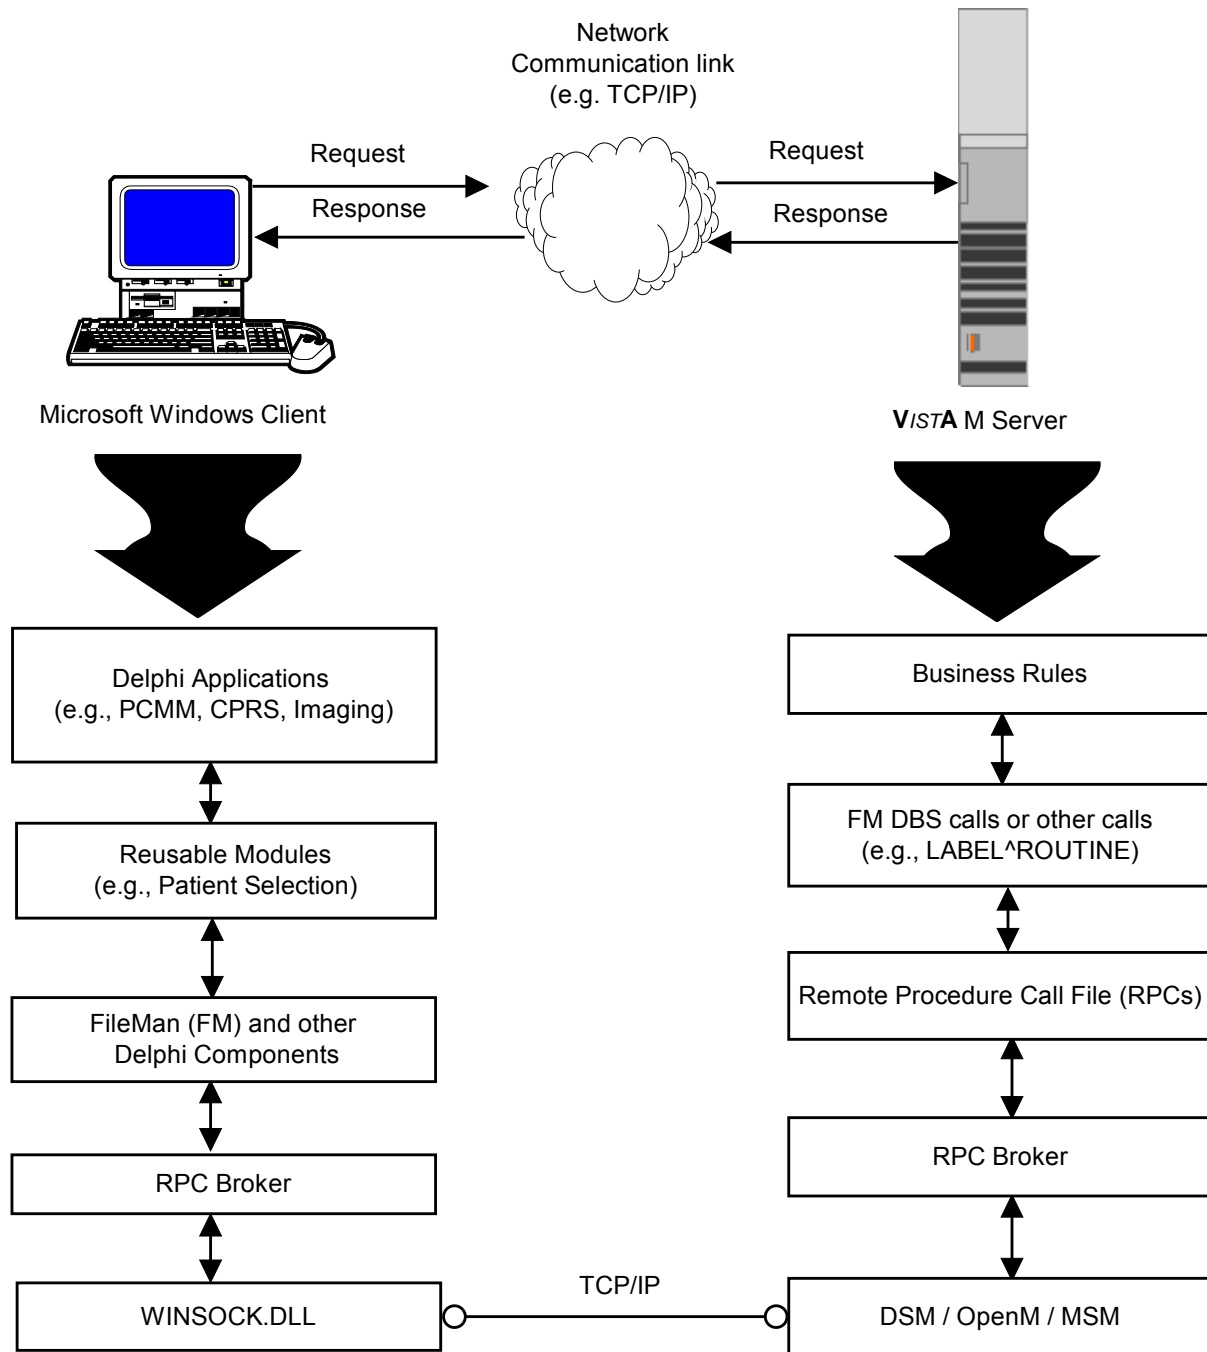 Network
Communication link
(e.g. TCP/IP)
Request
Request
Response
Response
Microsoft Windows Client
VISTA M Server
Delphi Applications
(e.g., PCMM, CPRS, Imaging)
Business Rules
Reusable Modules
(e.g., Patient Selection)
FM DBS calls or other calls
(e.g., LABEL^ROUTINE)
FileMan (FM) and other
Delphi Components
Remote Procedure Call File (RPCs)
RPC Broker
RPC Broker
TCP/IP
WINSOCK.DLL
DSM / OpenM / MSM